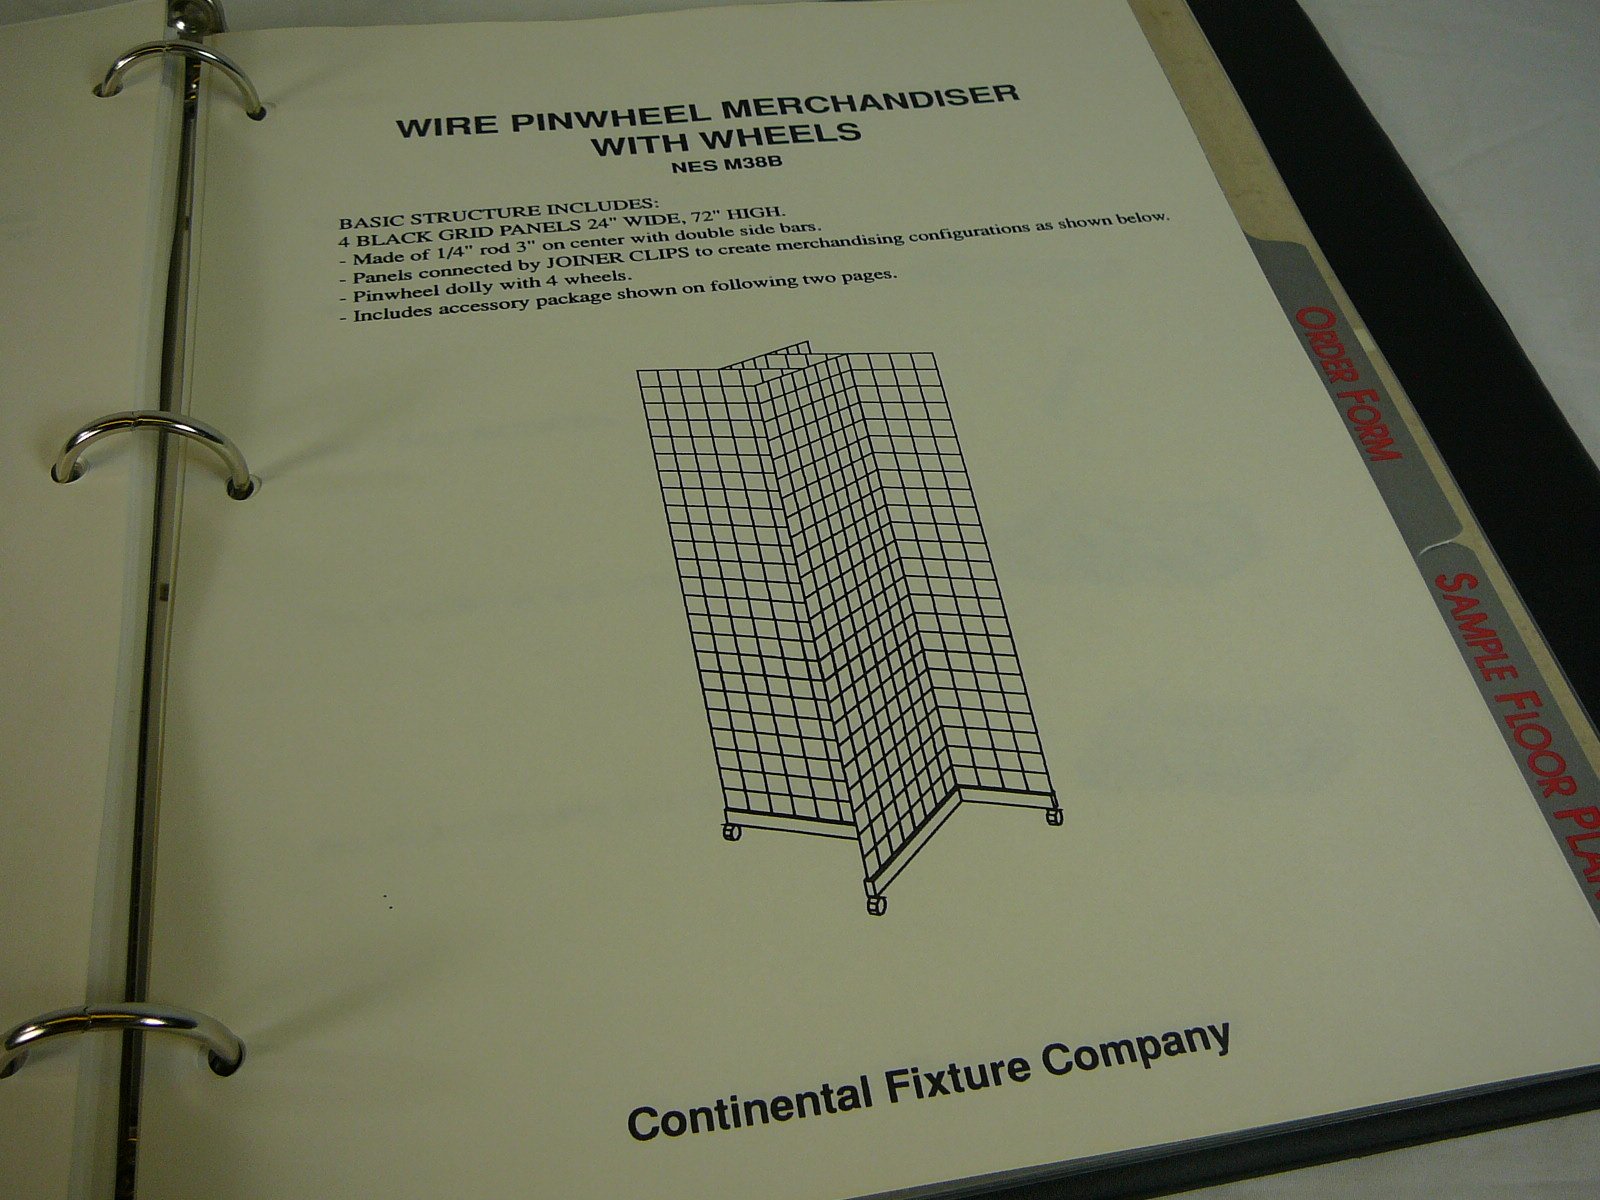 WIRE PINWHEEL MERCHANDISER
WITH WHEELS
NES M38B
BASIC STRUCTURE INCLUDES:
4 BLACK GRID PANELS 24" WIDE, 72" HIGH.
- Made of 1/4" rod 3" on center with double side bars.
- Panels connected by JOINER CLIPS to create merchandising configurations as shown below.
- Pinwheel dolly with 4 wheels.
- Includes accessory package shown on following two pages.
Continental Fixture Company
ORDER FORM
SAMPLE FLOOR PLAN